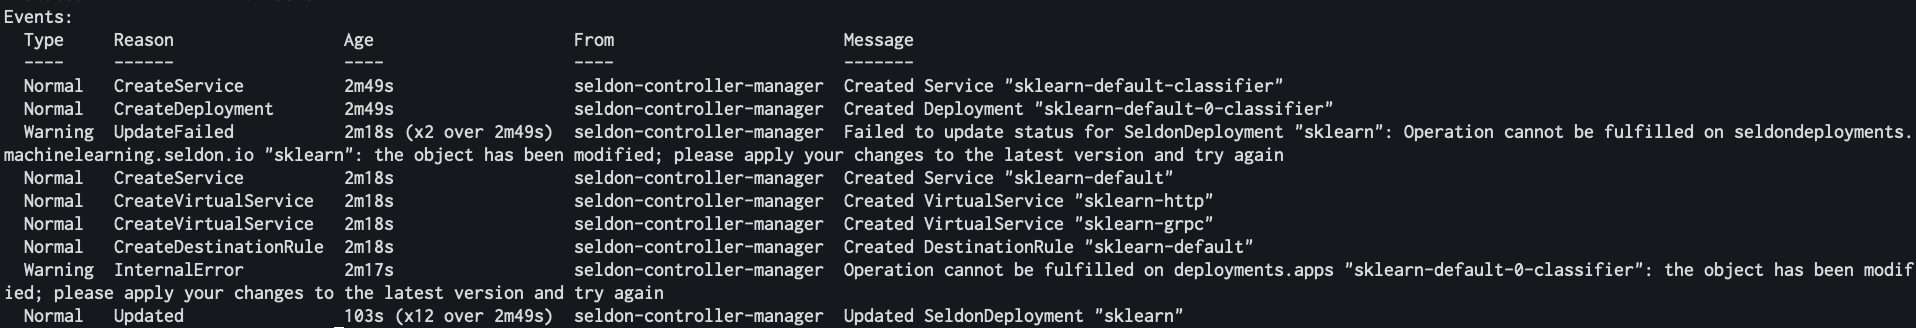 Events:
  Type     Reason                 Age                    From                       Message
  ----     ------                 ----                   ----                       -------
  Normal   CreateService          2m49s                  seldon-controller-manager  Created Service "sklearn-default-classifier"
  Normal   CreateDeployment       2m49s                  seldon-controller-manager  Created Deployment "sklearn-default-0-classifier"
  Warning  UpdateFailed           2m18s (x2 over 2m49s)  seldon-controller-manager  Failed to update status for SeldonDeployment "sklearn": Operation cannot be fulfilled on seldondeployments.
machinelearning.seldon.io "sklearn": the object has been modified; please apply your changes to the latest version and try again
  Normal   CreateService          2m18s                  seldon-controller-manager  Created Service "sklearn-default"
  Normal   CreateVirtualService   2m18s                  seldon-controller-manager  Created VirtualService "sklearn-http"
  Normal   CreateVirtualService   2m18s                  seldon-controller-manager  Created VirtualService "sklearn-grpc"
  Normal   CreateDestinationRule  2m18s                  seldon-controller-manager  Created DestinationRule "sklearn-default"
  Warning  InternalError          2m17s                  seldon-controller-manager  Operation cannot be fulfilled on deployments.apps "sklearn-default-0-classifier": the object has been modif
ied; please apply your changes to the latest version and try again
  Normal   Updated                103s (x12 over 2m49s)  seldon-controller-manager  Updated SeldonDeployment "sklearn"